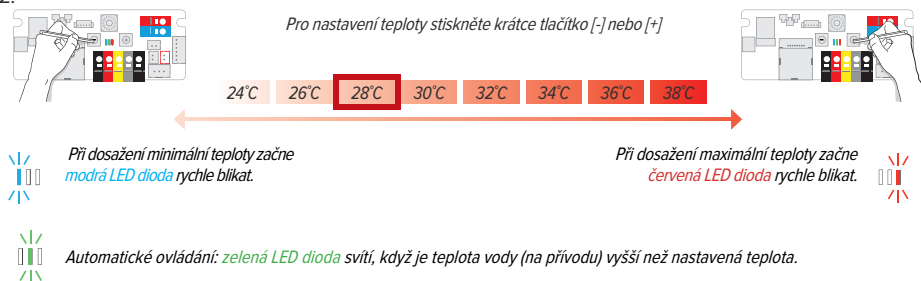 2.
Pro nastavení teploty stiskněte krátce tlačítko [-] nebo [+]
24°C 26°C 28°C 30°C 32°C 34°C 36°C 38°C
Při dosažení minimální teploty začne
modrá LED dioda rychle blikat.
Při dosažení maximální teploty začne
červená LED dioda rychle blikat.
Automatické ovládání: zelená LED dioda svítí, když je teplota vody (na přívodu) vyšší než nastavená teplota.